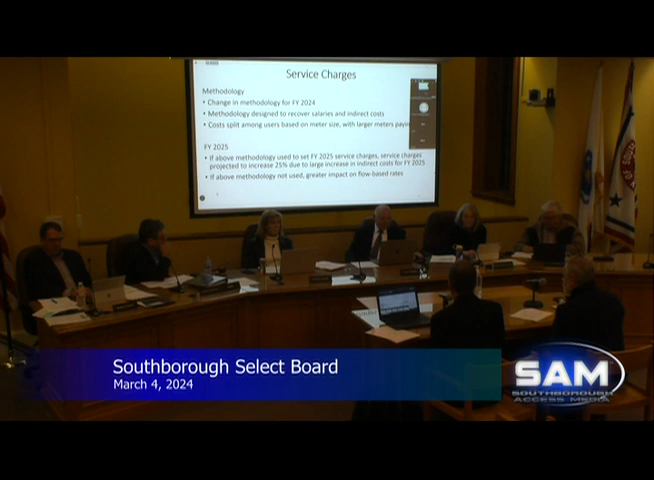 Service Charges
Methodology
• Change in methodology for FY 2024
• Methodology designed to recover salaries and indirect costs
• Costs split among users based on meter size, with larger meters
FY 2025
• If above methodology used to set FY 2025 service charges, service charges
projected to increase 25% due to large increase in indirect costs for FY 2025
• If above methodology not used, greater impact on flow-based rates
Southborough Select Board
March 4, 2024
SAM
SOUTHBOROUGH
ACCESS MEDIA